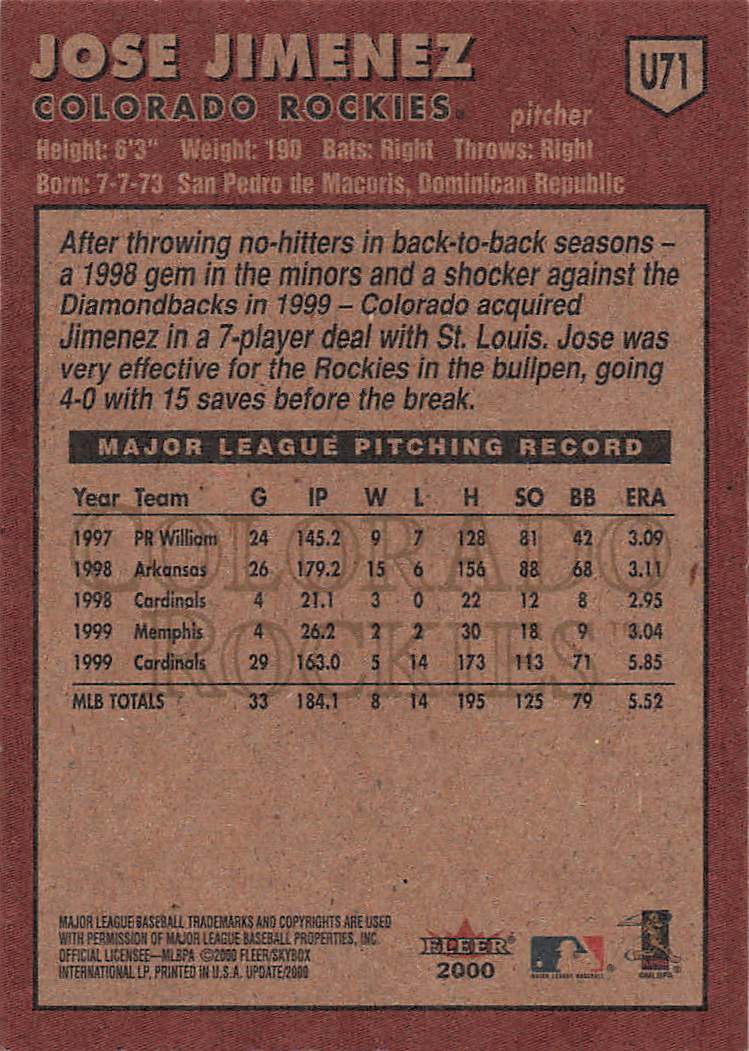 JOSE JIMENEZ
U71
COLORADO ROCKIES
pitcher
Height: 6'3" Weight: 190 Bats: Right Throws: Right
Born: 7-7-73 San Pedro de Macoris, Dominican Republic
After throwing no-hitters in back-to-back seasons –
a 1998 gem in the minors and a shocker against the
Diamondbacks in 1999 – Colorado acquired
Jimenez in a 7-player deal with St. Louis. Jose was
very effective for the Rockies in the bullpen, going
4-0 with 15 saves before the break.
MAJOR LEAGUE PITCHING RECORD
Year Team G IP W L H SO BB ERA
1997 PR William 24 145.2 9 7 128 81 42 3.09
1998 Arkansas 26 179.2 15 6 156 88 68 3.11
1998 Cardinals 4 21.1 3 0 22 12 8 2.95
1999 Memphis 4 26.2 2 2 30 18 9 3.04
1999 Cardinals 29 163.0 5 14 173 113 71 5.85
MLB TOTALS 33 184.1 8 14 195 125 79 5.52
COLORADO
ROCKIES™
MAJOR LEAGUE BASEBALL TRADEMARKS AND COPYRIGHTS ARE USED
WITH PERMISSION OF MAJOR LEAGUE BASEBALL PROPERTIES, INC.
OFFICIAL LICENSEE—MLBPA ©2000 FLEER/SKYBOX
INTERNATIONAL LP. PRINTED IN U.S.A. UPDATE/2000
FLEER®
2000
MAJOR LEAGUE BASEBALL
®